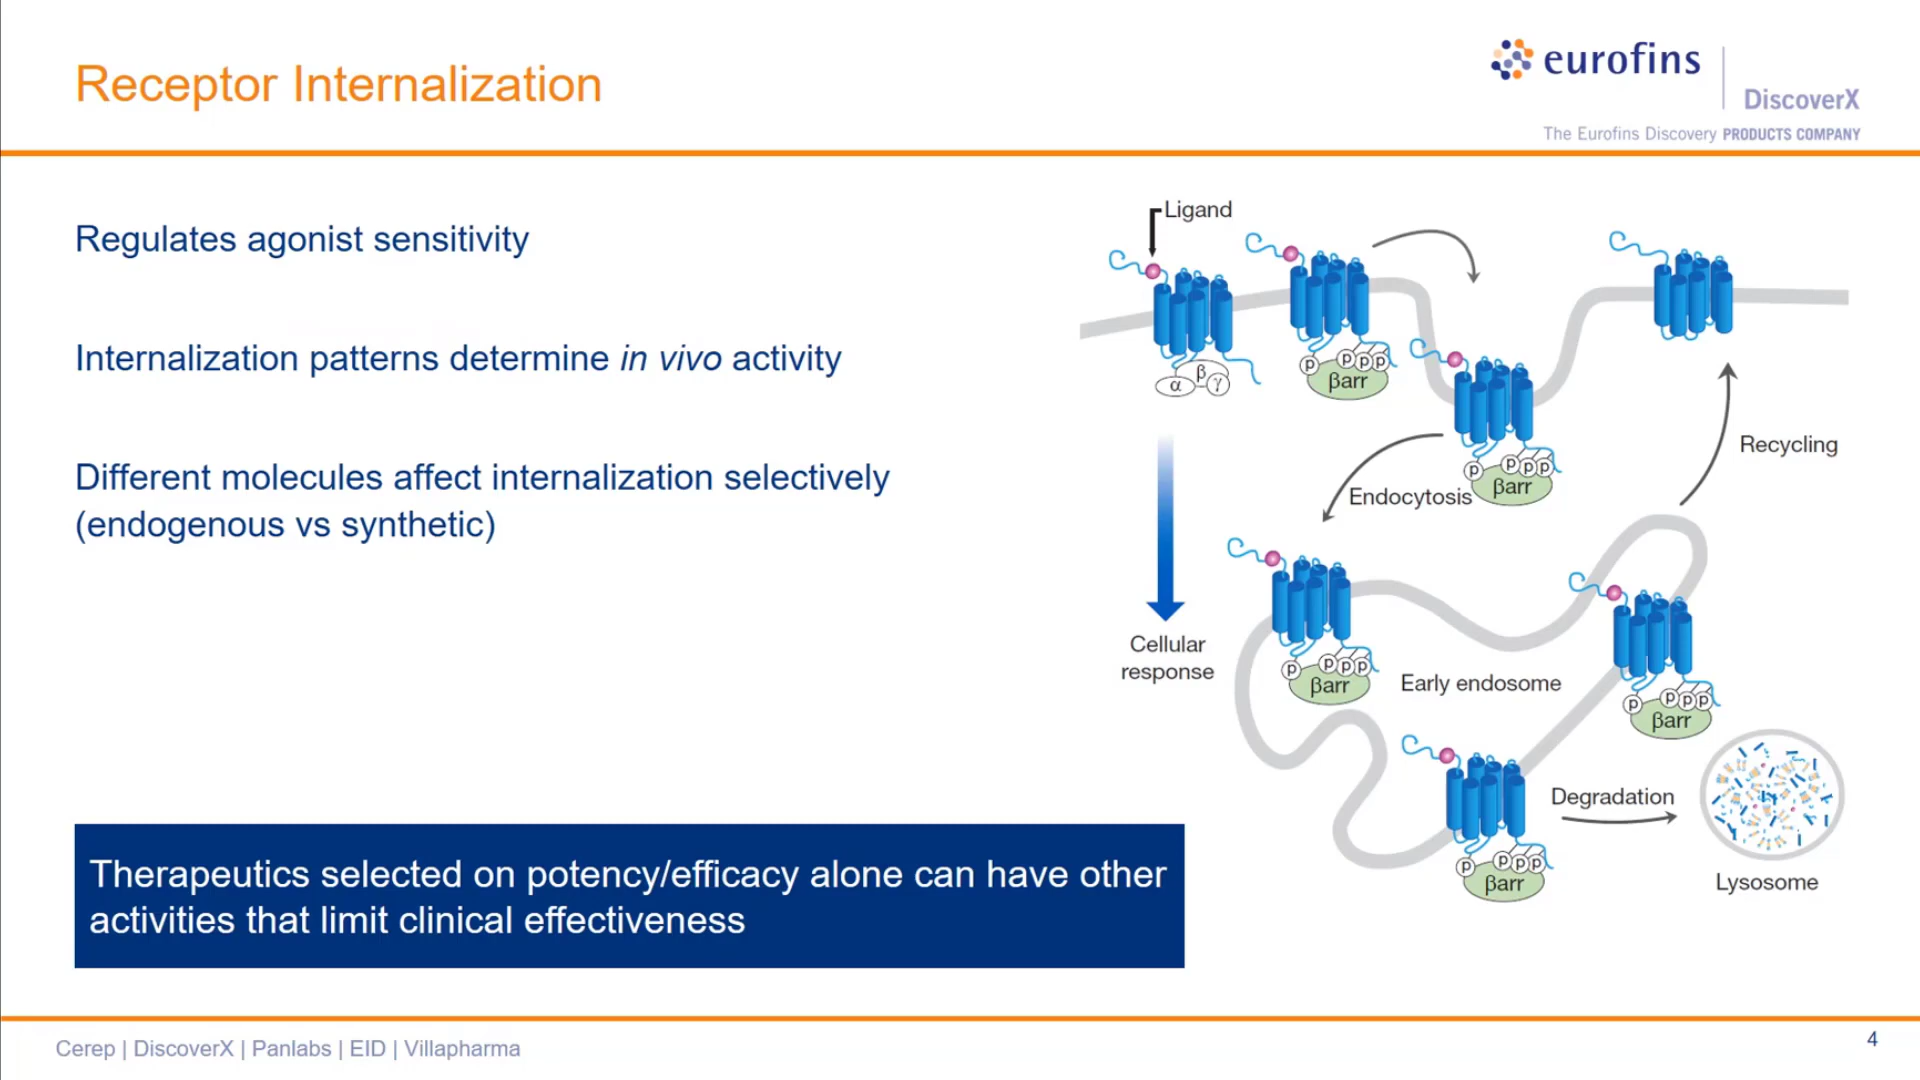 Receptor Internalization
eurofins
DiscoverX
The Eurofins Discovery PRODUCTS COMPANY
Regulates agonist sensitivity
Internalization patterns determine in vivo activity
Different molecules affect internalization selectively
(endogenous vs synthetic)
Therapeutics selected on potency/efficacy alone can have other
activities that limit clinical effectiveness
Ligand
α β γ
p p p p
βarr
p p p p
βarr
Endocytosis
Recycling
Cellular
response
p p p p
βarr
Early endosome
p p p p
βarr
p p p p
βarr
Degradation
Lysosome
Cerep | DiscoverX | Panlabs | EID | Villapharma
4